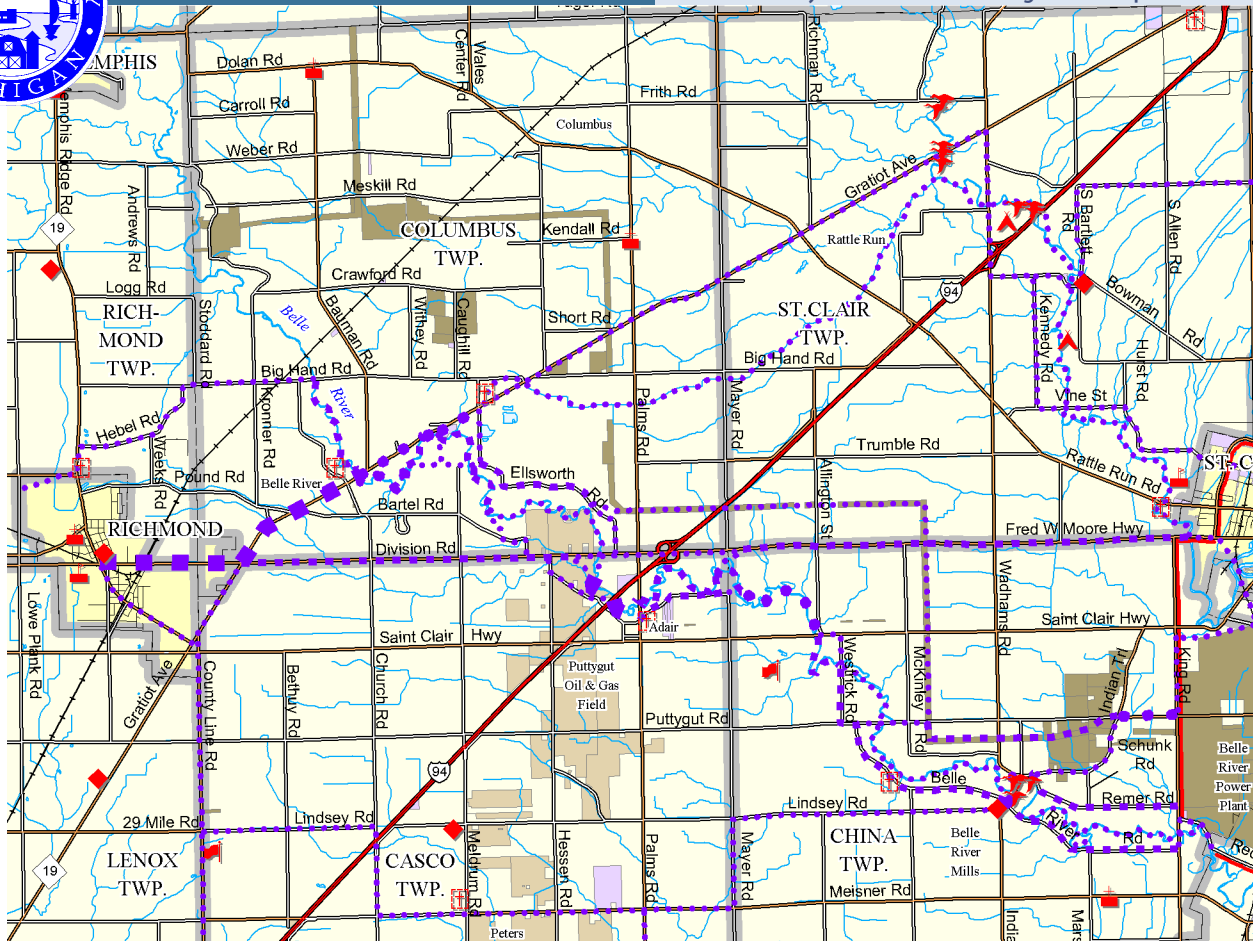 HIGAN
EMPHIS
Dolan Rd
Wales
Center Rd
Richman Rd
Carroll Rd
Frith Rd
Columbus
Memphis Ridge Rd
Weber Rd
Gratiot Ave
Meskill Rd
Andrews Rd
S Bartlett
Rd
S Allen Rd
19
COLUMBUS
TWP.
Kendall Rd
Rattle Run
Crawford Rd
94
Logg Rd
Bowman
Rd
RICH-
MOND
TWP.
Stoddard Rd
Belle
River
Bauman Rd
Withey Rd
Caughill Rd
Short Rd
ST.CLAIR
TWP.
Kennedy Rd
Hurst Rd
Big Hand Rd
Big Hand Rd
Palms Rd
Mayer Rd
Vine St
Hebel Rd
Weeks Rd
Kronner Rd
Trumble Rd
Pound Rd
Belle River
Ellsworth
Rd
Allington St
Rattle Run Rd
ST. C
Bartel Rd
RICHMOND
Fred W Moore Hwy
Division Rd
Wadhams Rd
Lowe Plank Rd
Adair
Saint Clair Hwy
Saint Clair Hwy
Gratiot Ave
County Line Rd
Bethuy Rd
Church Rd
Puttygut
Oil & Gas
Field
Westrick Rd
McKinley
Rd
Indian Trl
King Rd
Puttygut Rd
Schunk
Rd
Belle
River
Power
Plant
94
Belle
River
Rd
Remer Rd
29 Mile Rd
Lindsey Rd
Lindsey Rd
LENOX
TWP.
19
CASCO
TWP.
Meldrum Rd
Hessen Rd
Palms Rd
Mayer Rd
CHINA
TWP.
Belle
River
Mills
Meisner Rd
Peters
India
Mars